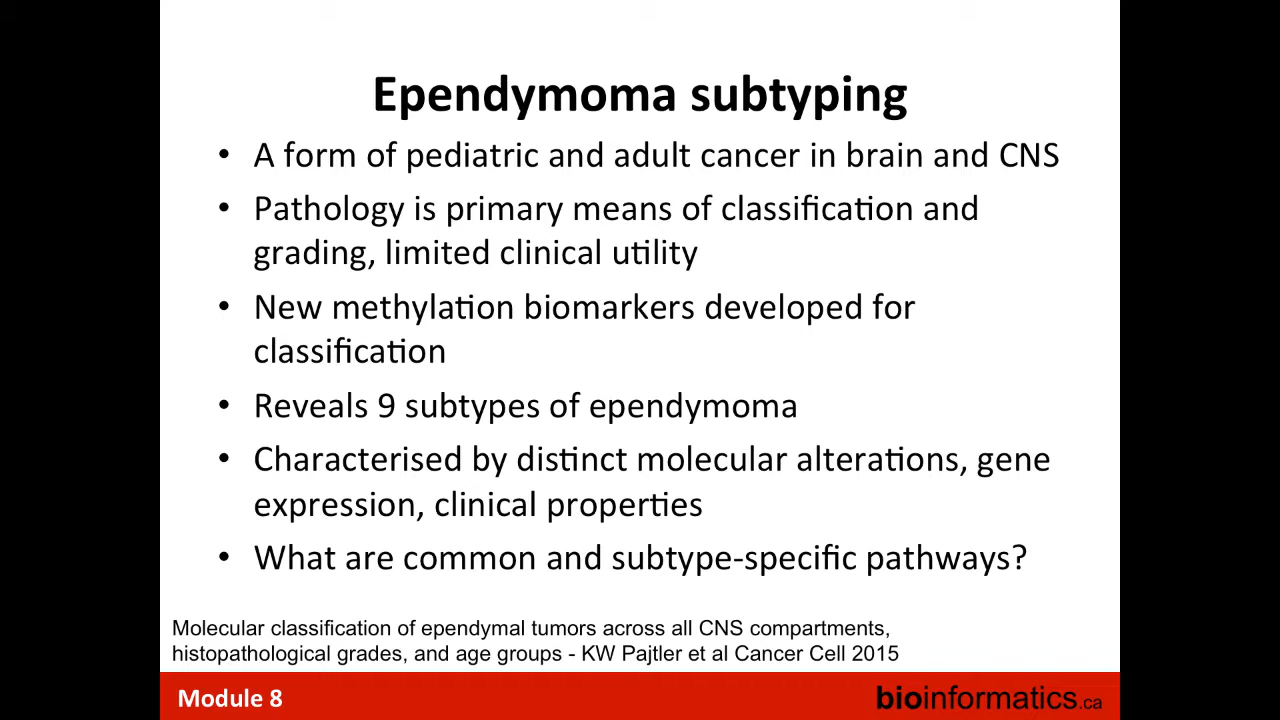 Ependymoma subtyping
• A form of pediatric and adult cancer in brain and CNS
• Pathology is primary means of classification and
grading, limited clinical utility
• New methylation biomarkers developed for
classification
• Reveals 9 subtypes of ependymoma
• Characterised by distinct molecular alterations, gene
expression, clinical properties
• What are common and subtype-specific pathways?
Molecular classification of ependymal tumors across all CNS compartments,
histopathological grades, and age groups - KW Pajtler et al Cancer Cell 2015
Module 8
bioinformatics.ca